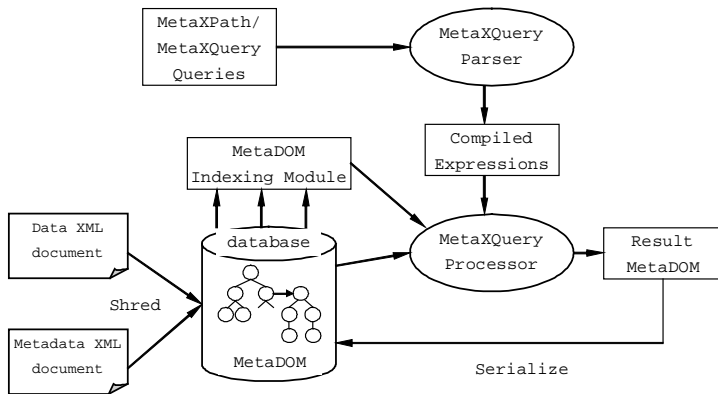 MetaXPath/
MetaXQuery
Queries
MetaXQuery
Parser
Compiled
Expressions
MetaDOM
Indexing Module
Data XML
document
Shred
Metadata XML
document
database
MetaDOM
MetaXQuery
Processor
Result
MetaDOM
Serialize